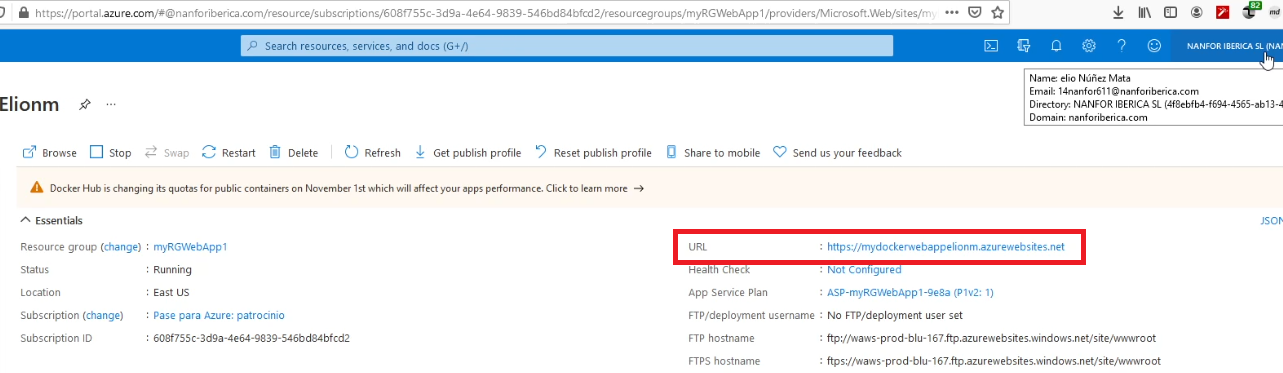 https://portal.azure.com/#@nanforiberica.com/resource/subscriptions/608f755c-3d9a-4e64-9839-546bd84bfcd2/resourcegroups/myRGWebApp1/providers/Microsoft.Web/sites/my
82
Search resources, services, and docs (G+/)
NANFOR IBERICA SL (NAN
Name: elio Núñez Mata
Email: 14nanfor611@nanforiberica.com
Directory: NANFOR IBERICA SL (4f8ebfb4-f694-4565-ab13-4
Domain: nanforiberica.com
Elionm
Browse Stop Swap Restart Delete Refresh Get publish profile Reset publish profile Share to mobile Send us your feedback
Docker Hub is changing its quotas for public containers on November 1st which will affect your apps performance. Click to learn more →
Essentials
JSON
Resource group (change) : myRGWebApp1
Status : Running
Location : East US
Subscription (change) : Pase para Azure: patrocinio
Subscription ID : 608f755c-3d9a-4e64-9839-546bd84bfcd2
URL : https://mydockerwebappelionm.azurewebsites.net
Health Check : Not Configured
App Service Plan : ASP-myRGWebApp1-9e8a (P1v2: 1)
FTP/deployment username : No FTP/deployment user set
FTP hostname : ftp://waws-prod-blu-167.ftp.azurewebsites.windows.net/site/wwwroot
FTPS hostname : ftps://waws-prod-blu-167.ftp.azurewebsites.windows.net/site/wwwroot